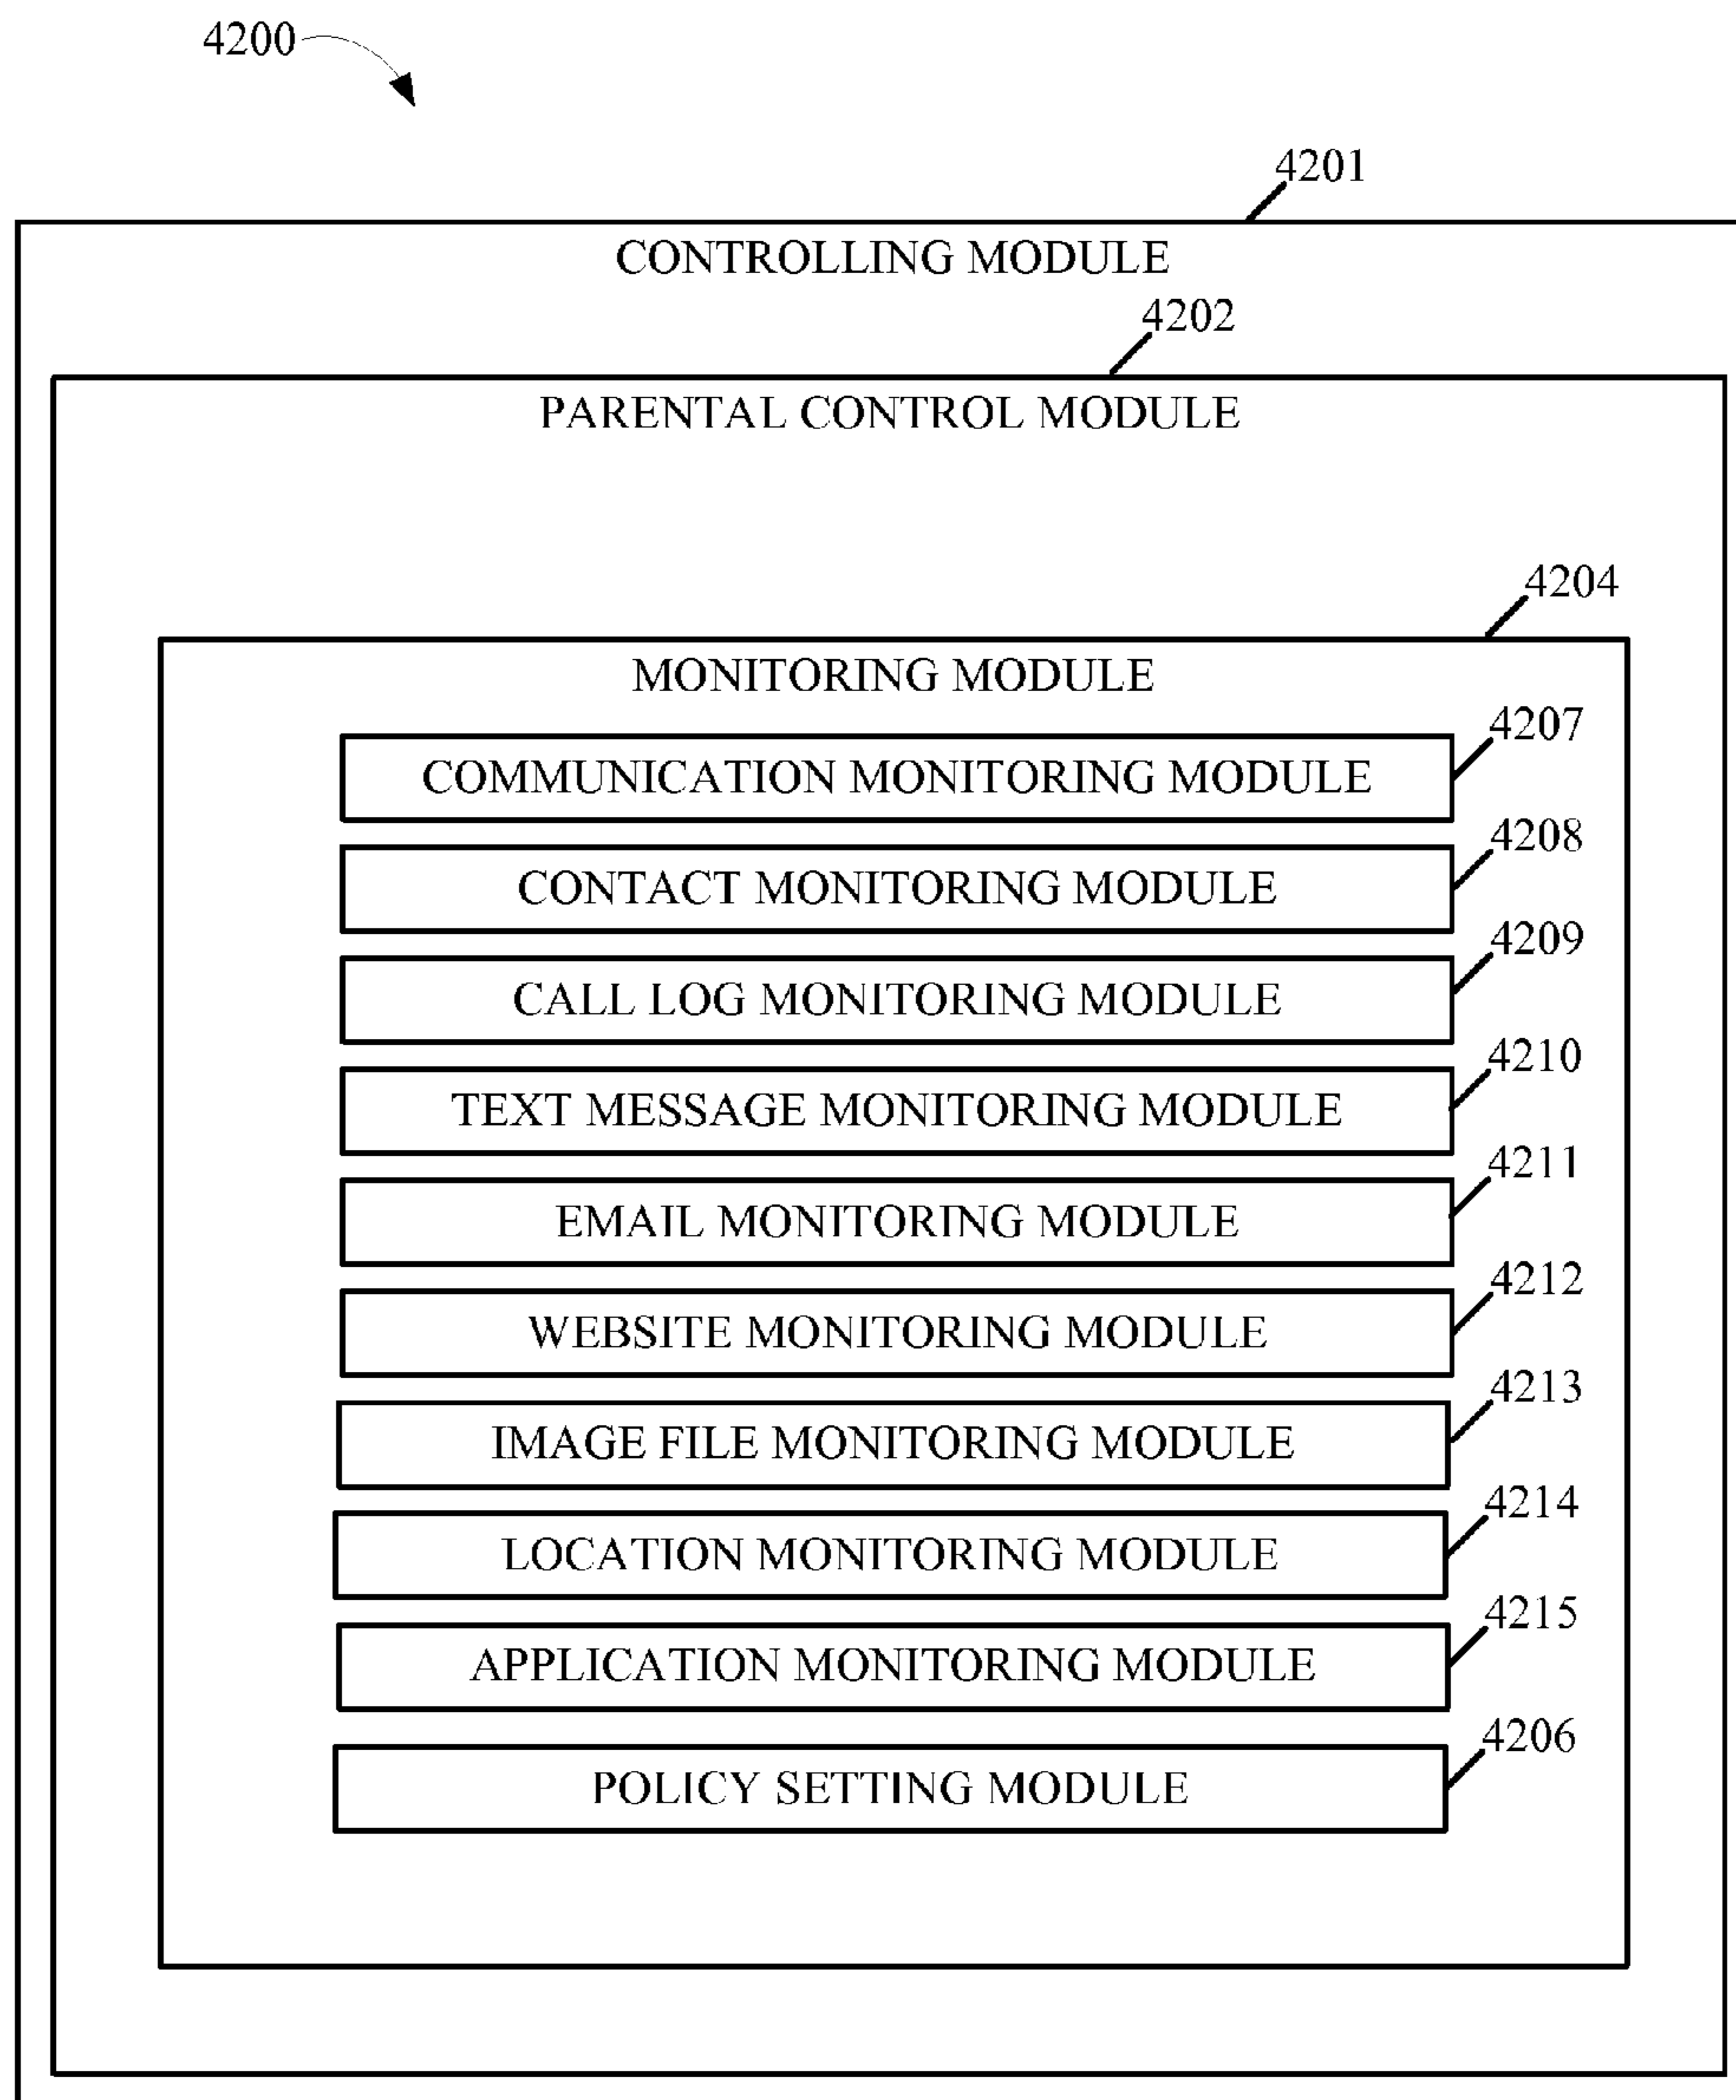 4200
4201
CONTROLLING MODULE
4202
PARENTAL CONTROL MODULE
4204
MONITORING MODULE
4207
COMMUNICATION MONITORING MODULE
4208
CONTACT MONITORING MODULE
4209
CALL LOG MONITORING MODULE
4210
TEXT MESSAGE MONITORING MODULE
4211
EMAIL MONITORING MODULE
4212
WEBSITE MONITORING MODULE
4213
IMAGE FILE MONITORING MODULE
4214
LOCATION MONITORING MODULE
4215
APPLICATION MONITORING MODULE
4206
POLICY SETTING MODULE